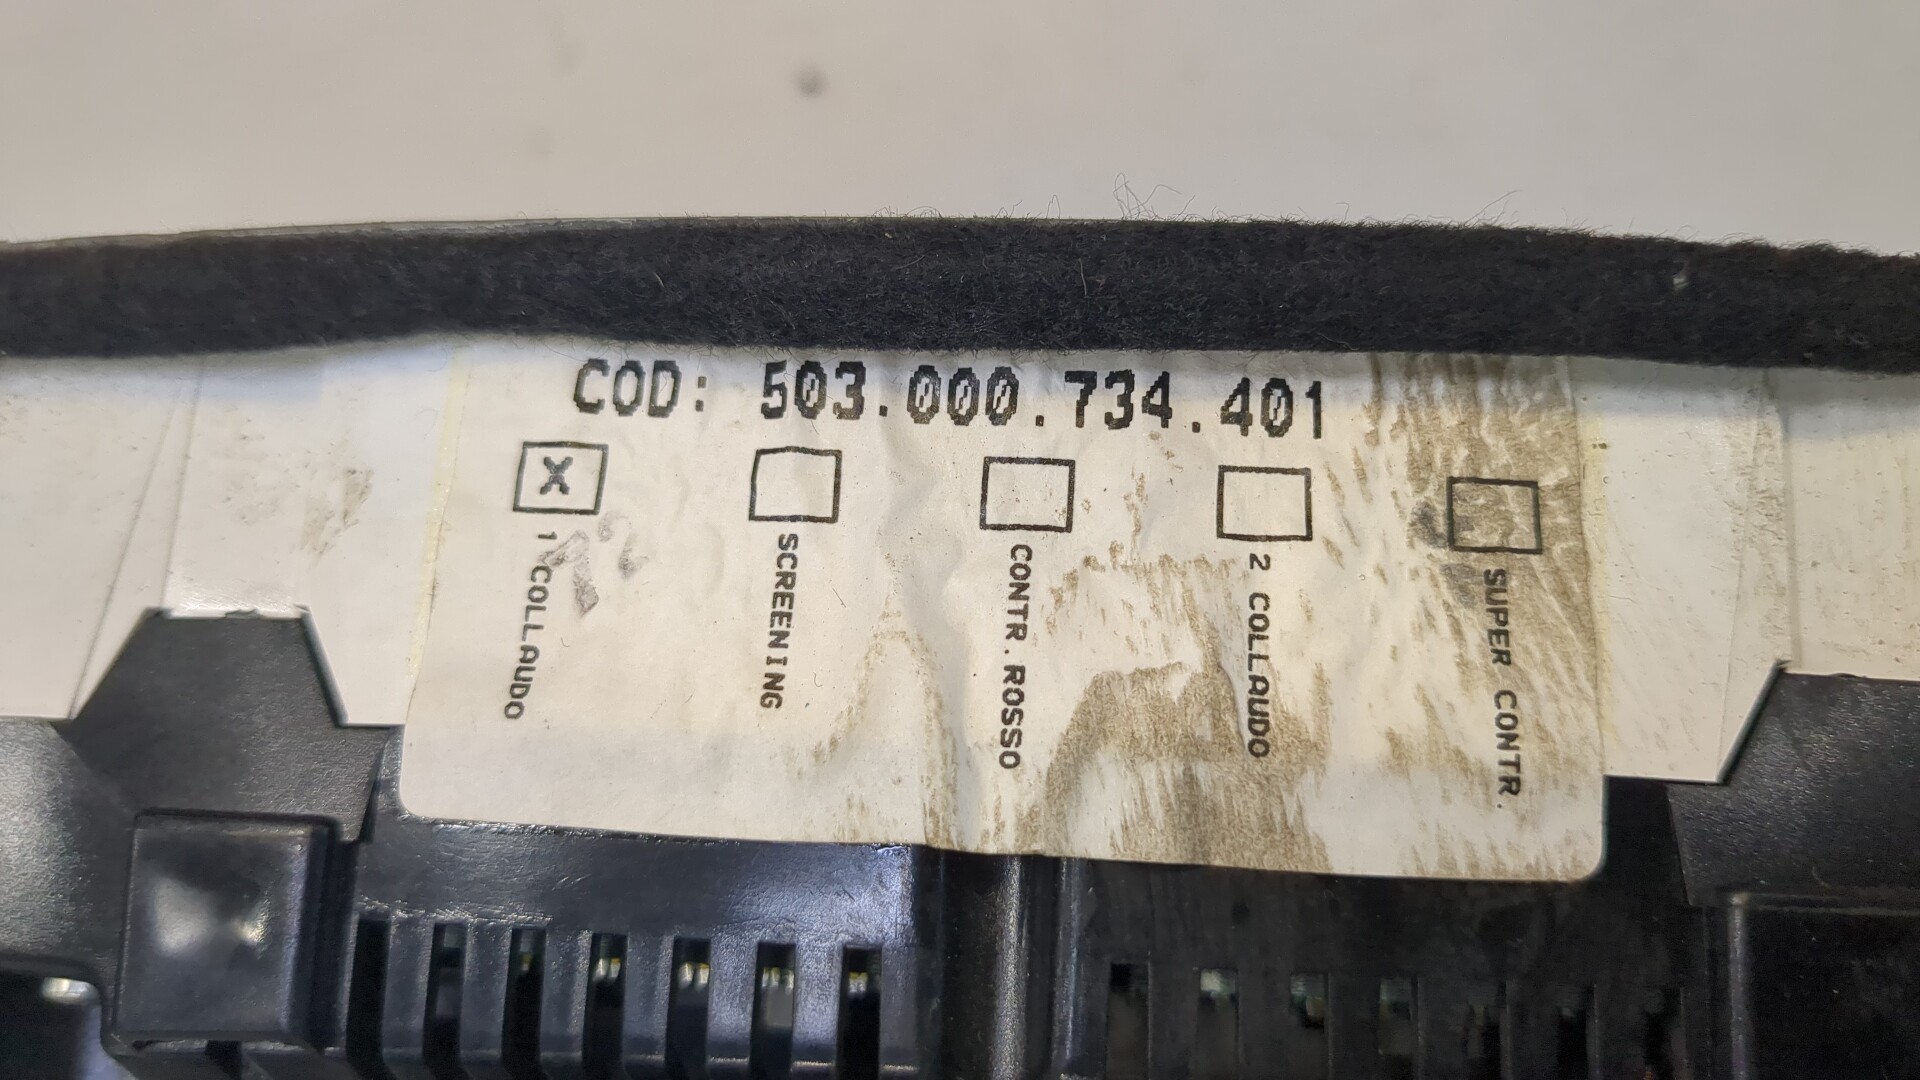 COD: 503.000.734.401
X
1 COLLAUDO
SCREENING
CONTR. ROSSO
2 COLLAUDO
SUPER CONTR.